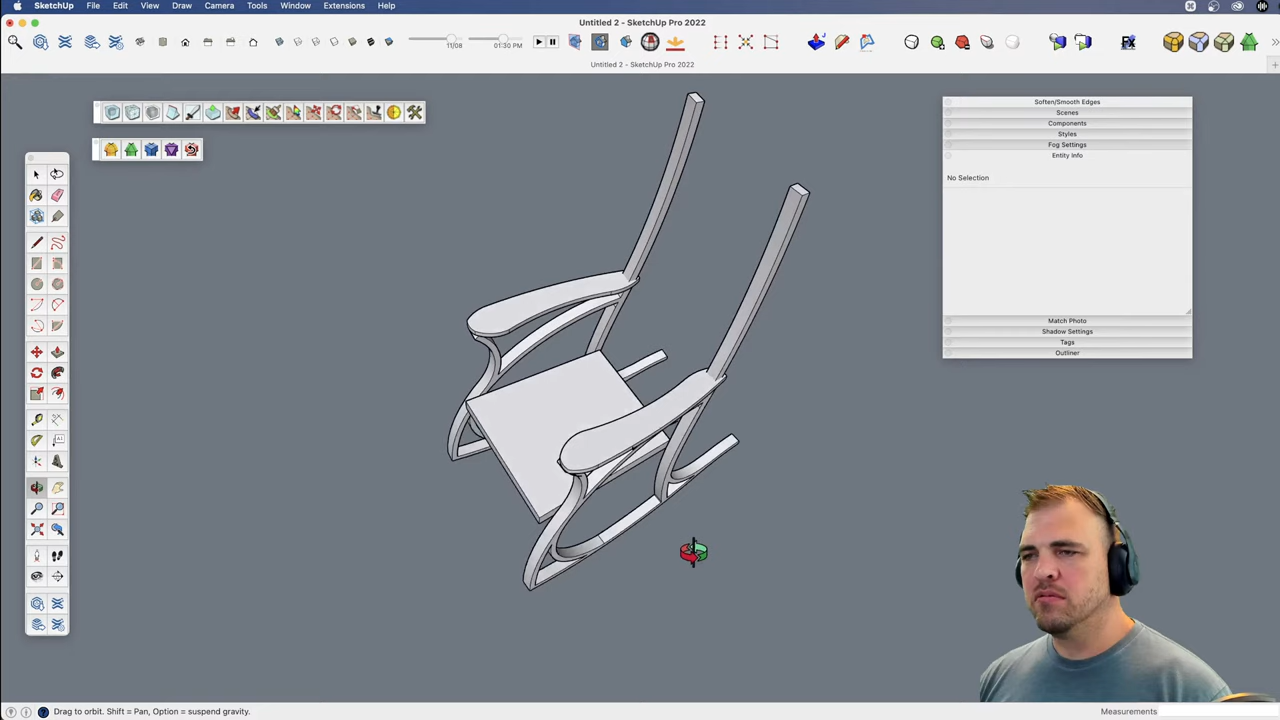 SketchUp File Edit View Draw Camera Tools Window Extensions Help
Untitled 2 - SketchUp Pro 2022
11/08 01:30 PM
Untitled 2 - SketchUp Pro 2022
Soften/Smooth Edges
Scenes
Components
Styles
Fog Settings
Entity Info
No Selection
Match Photo
Shadow Settings
Tags
Outliner
Drag to orbit. Shift = Pan, Option = suspend gravity.
Measurements